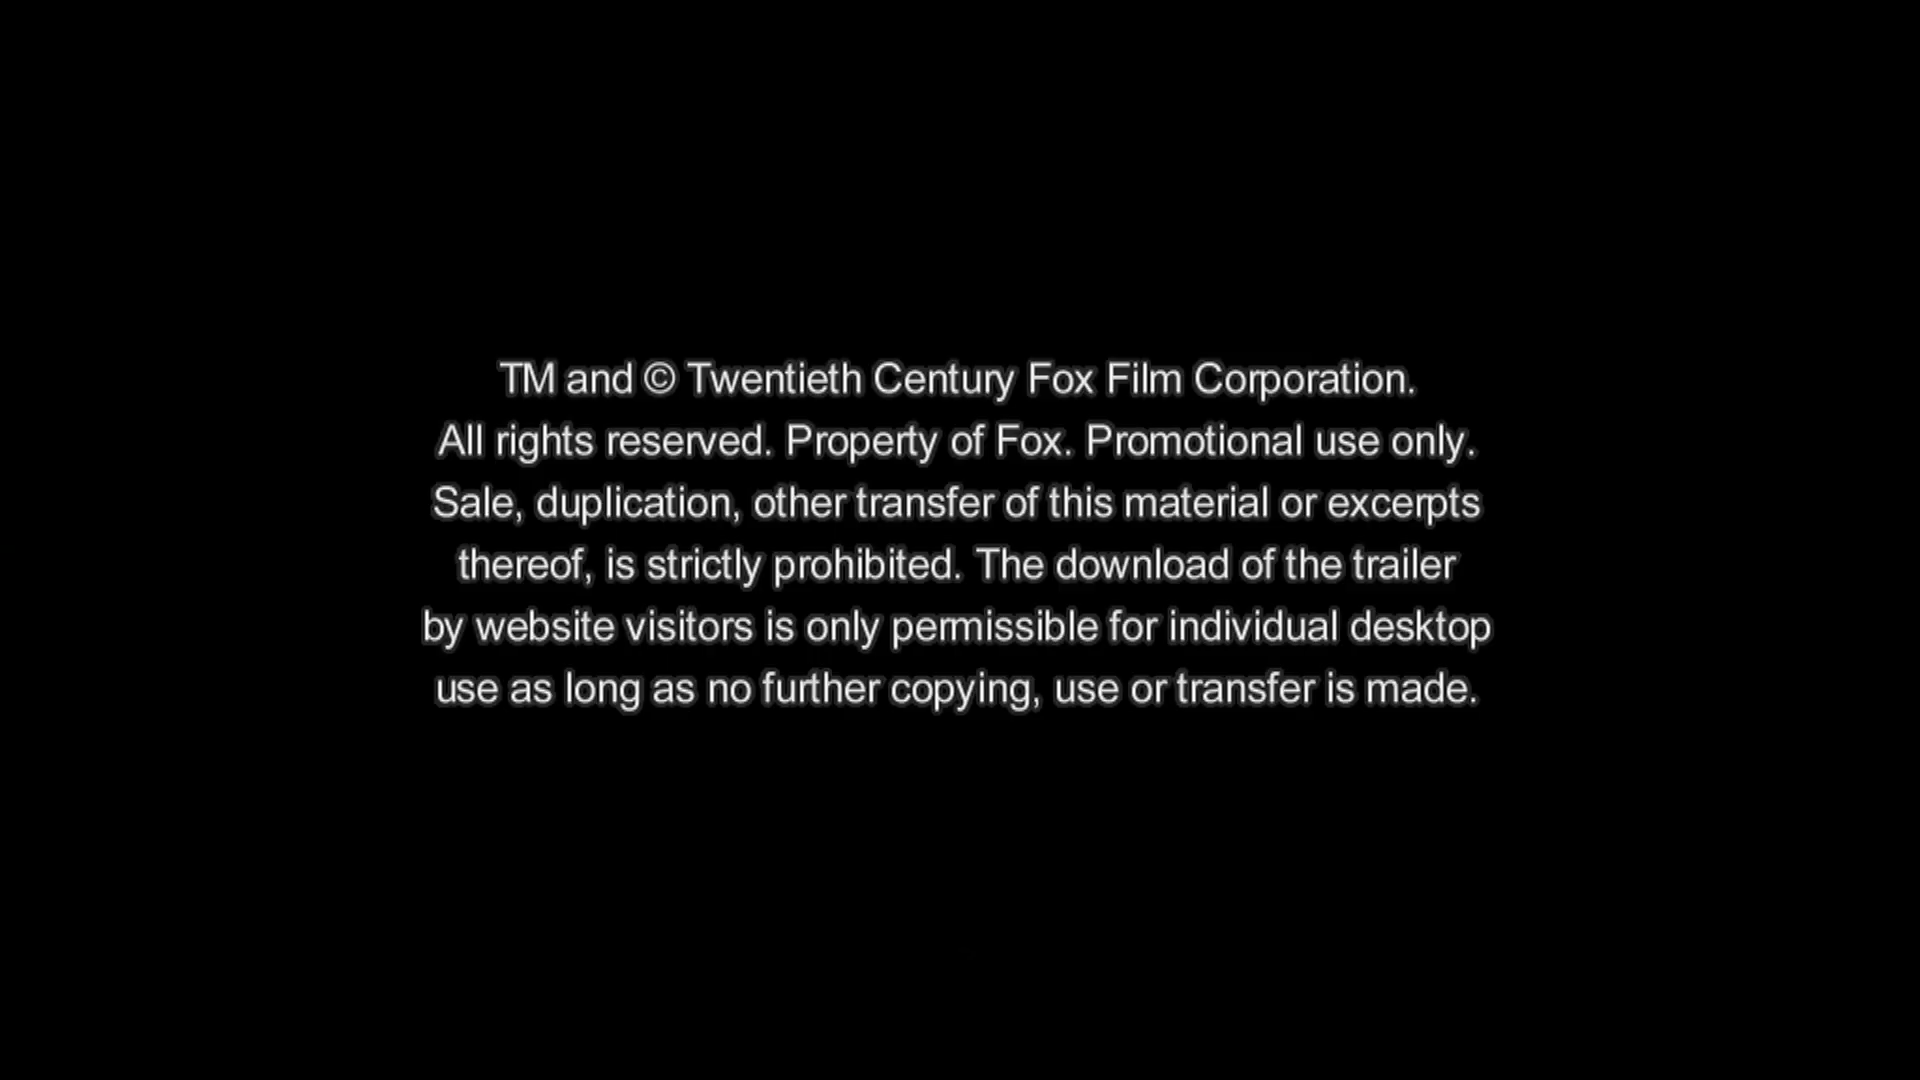 TM and © Twentieth Century Fox Film Corporation.
All rights reserved. Property of Fox. Promotional use only.
Sale, duplication, other transfer of this material or excerpts
thereof, is strictly prohibited. The download of the trailer
by website visitors is only permissible for individual desktop
use as long as no further copying, use or transfer is made.